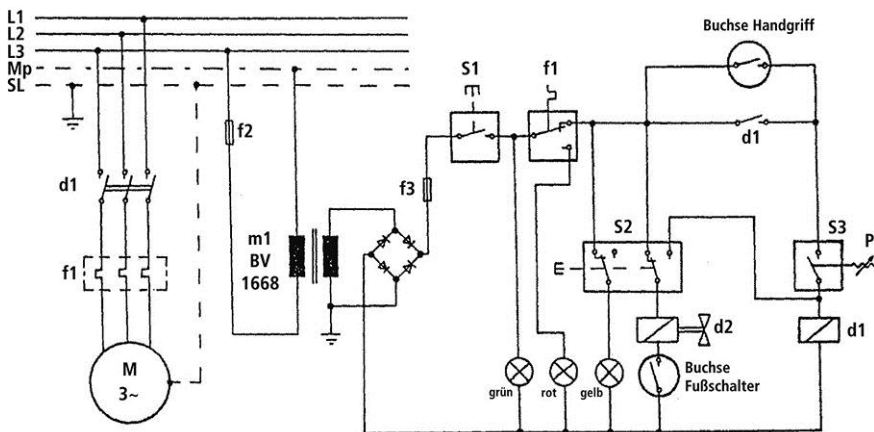 L1
L2
L3
Mp
SL
Buchse Handgriff
S1
f1
f2
d1
f3
d1
S2
S3
P
m1
BV
1668
f1
d2
d1
M
3~
grün
rot
gelb
Buchse
Fußschalter